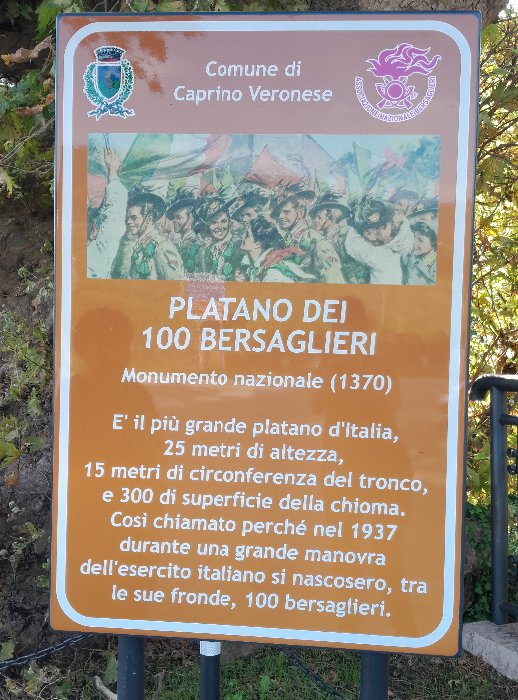 Comune di
Caprino Veronese
PLATANO DEI
100 BERSAGLIERI
Monumento nazionale (1370)
E' il più grande platano d'Italia,
25 metri di altezza,
15 metri di circonferenza del tronco,
e 300 di superficie della chioma.
Così chiamato perché nel 1937
durante una grande manovra
dell'esercito italiano si nascosero, tra
le sue fronde, 100 bersaglieri.